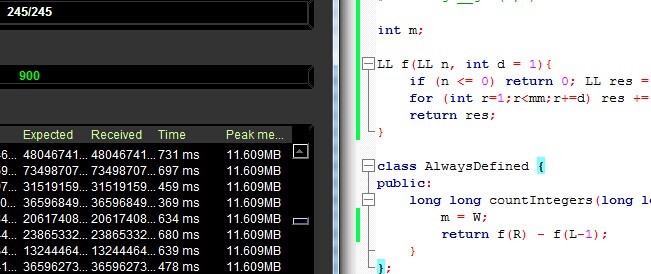 245/245
900
Expected Received Time Peak me...
6... 48046741... 48046741... 731 ms 11.609MB
... 73498707... 73498707... 697 ms 11.609MB
7... 31519159... 31519159... 459 ms 11.609MB
0... 36596849... 36596849... 369 ms 11.609MB
4... 20617408... 20617408... 634 ms 11.609MB
4... 23865332... 23865332... 680 ms 11.609MB
... 13244464... 13244464... 639 ms 11.609MB
4... 36596273... 36596273... 478 ms 11.609MB
int m;
LL f(LL n, int d = 1){
if (n <= 0) return 0; LL res =
for (int r=1;r<mm;r+=d) res +=
return res;
}
class AlwaysDefined {
public:
long long countIntegers(long
m = W;
return f(R) - f(L-1);
}
};